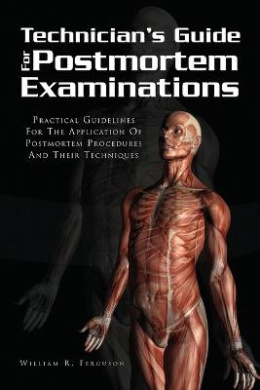 Technician's Guide
For Postmortem
Examinations
Practical Guidelines
For The Application Of
Postmortem Procedures
And Their Techniques
William R. Ferguson